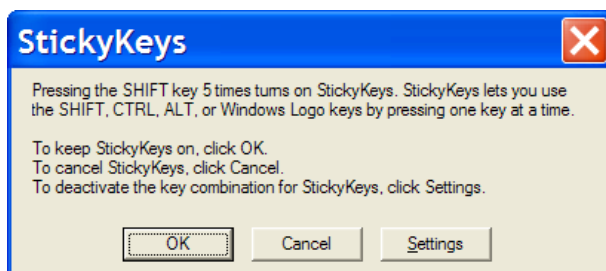 StickyKeys
Pressing the SHIFT key 5 times turns on StickyKeys. StickyKeys lets you use
the SHIFT, CTRL, ALT, or Windows Logo keys by pressing one key at a time.
To keep StickyKeys on, click OK.
To cancel StickyKeys, click Cancel.
To deactivate the key combination for StickyKeys, click Settings.
OK Cancel Settings